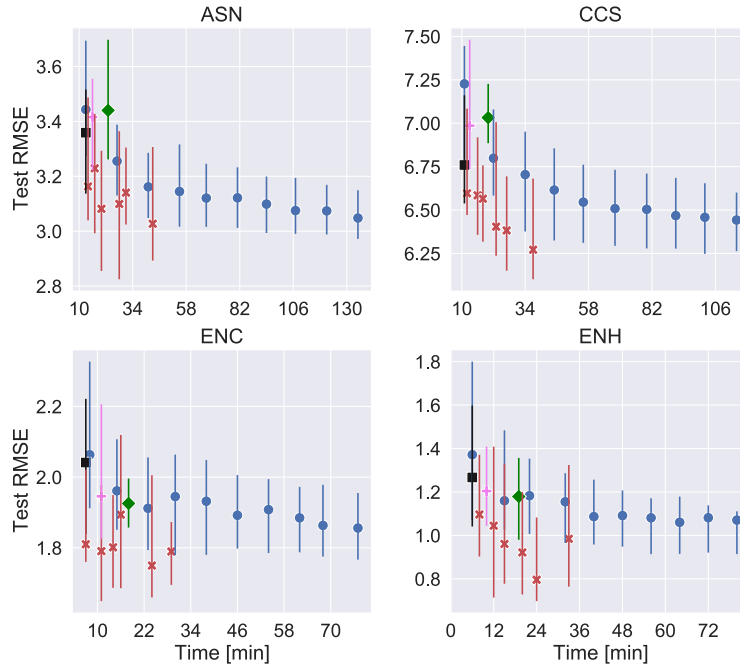 ASN
CCS
Test RMSE
3.6
3.4
3.2
3.0
2.8
10 34 58 82 106 130
7.50
7.25
7.00
6.75
6.50
6.25
10 34 58 82 106
ENC
ENH
Test RMSE
2.2
2.0
1.8
10 22 34 46 58 70
Time [min]
1.8
1.6
1.4
1.2
1.0
0.8
0 12 24 36 48 60 72
Time [min]